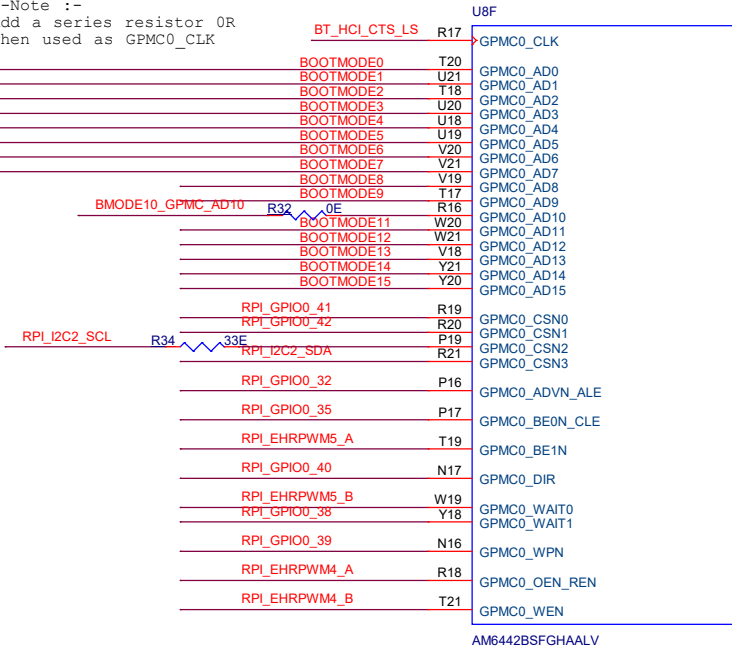 -Note :-
dd a series resistor 0R
hen used as GPMC0_CLK
U8F
BT_HCI_CTS_LS R17 GPMC0_CLK
BOOTMODE0 T20 GPMC0_AD0
BOOTMODE1 U21 GPMC0_AD1
BOOTMODE2 T18 GPMC0_AD2
BOOTMODE3 U20 GPMC0_AD3
BOOTMODE4 U18 GPMC0_AD4
BOOTMODE5 U19 GPMC0_AD5
BOOTMODE6 V20 GPMC0_AD6
BOOTMODE7 V21 GPMC0_AD7
BOOTMODE8 V19 GPMC0_AD8
BOOTMODE9 T17 GPMC0_AD9
BMODE10_GPMC_AD10 R32 0E R16 GPMC0_AD10
BOOTMODE11 W20 GPMC0_AD11
BOOTMODE12 W21 GPMC0_AD12
BOOTMODE13 V18 GPMC0_AD13
BOOTMODE14 Y21 GPMC0_AD14
BOOTMODE15 Y20 GPMC0_AD15
RPI_GPIO0_41 R19 GPMC0_CSN0
RPI_GPIO0_42 R20 GPMC0_CSN1
RPI_I2C2_SCL R34 33E P19 GPMC0_CSN2
RPI_I2C2_SDA R21 GPMC0_CSN3
RPI_GPIO0_32 P16 GPMC0_ADVN_ALE
RPI_GPIO0_35 P17 GPMC0_BE0N_CLE
RPI_EHRPWM5_A T19 GPMC0_BE1N
RPI_GPIO0_40 N17 GPMC0_DIR
RPI_EHRPWM5_B W19 GPMC0_WAIT0
RPI_GPIO0_38 Y18 GPMC0_WAIT1
RPI_GPIO0_39 N16 GPMC0_WPN
RPI_EHRPWM4_A R18 GPMC0_OEN_REN
RPI_EHRPWM4_B T21 GPMC0_WEN
AM6442BSFGHAALV